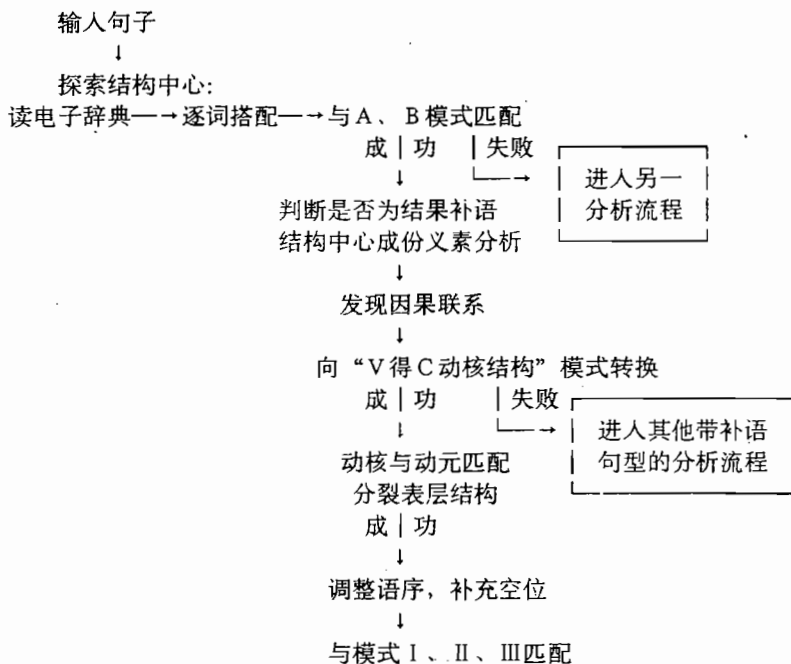 输入句子
↓
探索结构中心：
读电子辞典—→逐词搭配—→与A、B模式匹配
成│功 │失败
↓ └—→ 进入另一
判断是否为结果补语 分析流程
结构中心成份义素分析
↓
发现因果联系
↓
向“V得C动核结构”模式转换
成│功 │失败
↓ └—→ 进入其他带补语
动核与动元匹配 句型的分析流程
分裂表层结构
成│功
↓
调整语序，补充空位
↓
与模式Ⅰ、Ⅱ、Ⅲ匹配